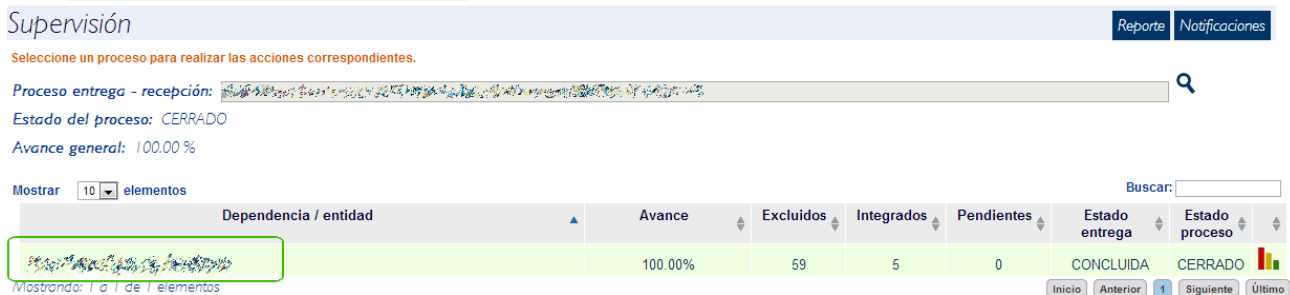 Supervisión
Reporte Notificaciones
Seleccione un proceso para realizar las acciones correspondientes.
Proceso entrega - recepción:
Estado del proceso: CERRADO
Avance general: 100.00 %
Mostrar 10 elementos Buscar:
Dependencia / entidad Avance Excluidos Integrados Pendientes Estado entrega Estado proceso
100.00% 59 5 0 CONCLUIDA CERRADO
Mostrando: 1 a 1 de 1 elementos Inicio Anterior 1 Siguiente Último